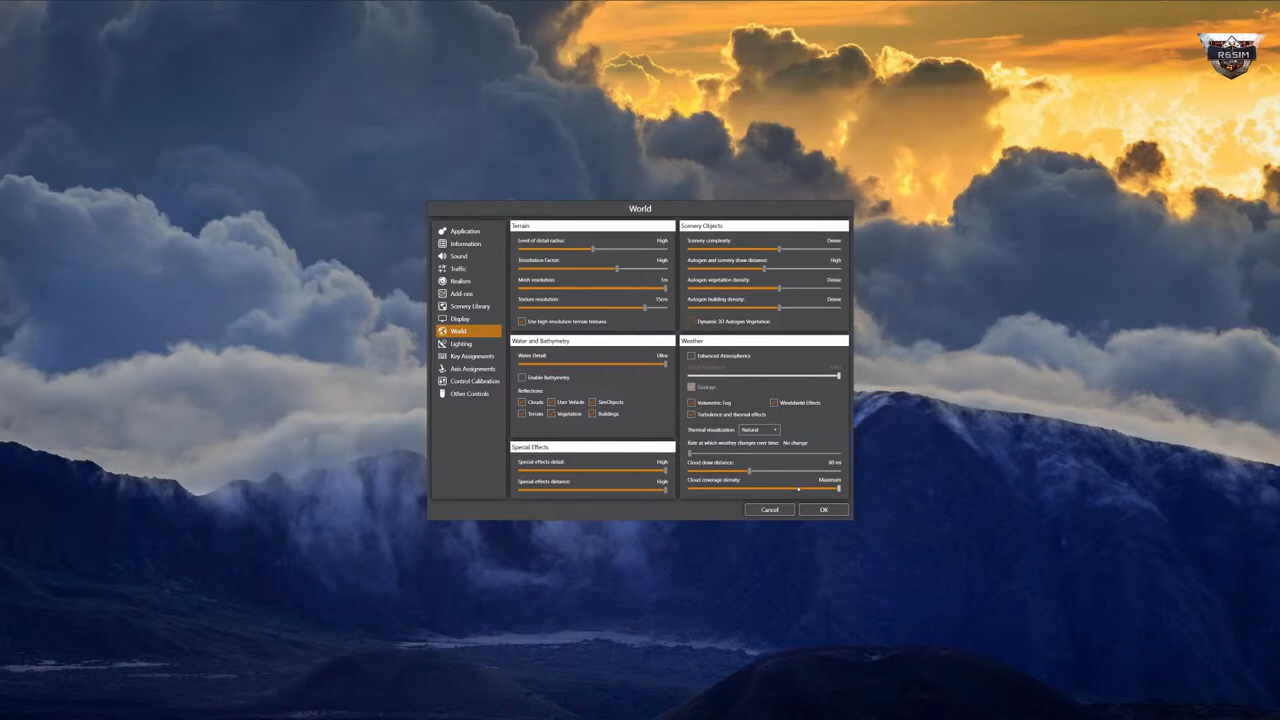 RGSIM
World
Application
Information
Sound
Traffic
Realism
Add-ons
Scenery Library
Display
World
Lighting
Key Assignments
Axis Assignments
Control Calibration
Other Controls
Terrain
Level of detail radius: High
Tessellation Factor: High
Mesh resolution: 1m
Texture resolution: 15cm
Use high resolution terrain textures
Water and Bathymetry
Water Detail: Ultra
Enable Bathymetry
Reflections:
Clouds User Vehicle SimObjects
Terrain Vegetation Buildings
Special Effects
Special effects detail: High
Special effects distance: High
Scenery Objects
Scenery complexity: Dense
Autogen and scenery draw distance: High
Autogen vegetation density: Dense
Autogen building density: Dense
Dynamic 3D Autogen Vegetation
Weather
Enhanced Atmospherics
Godrays
Volumetric Fog Windshield Effects
Turbulence and thermal effects
Thermal visualization: Natural
Rate at which weather changes over time: No change
Cloud draw distance: 80 mi
Cloud coverage density: Maximum
Cancel OK